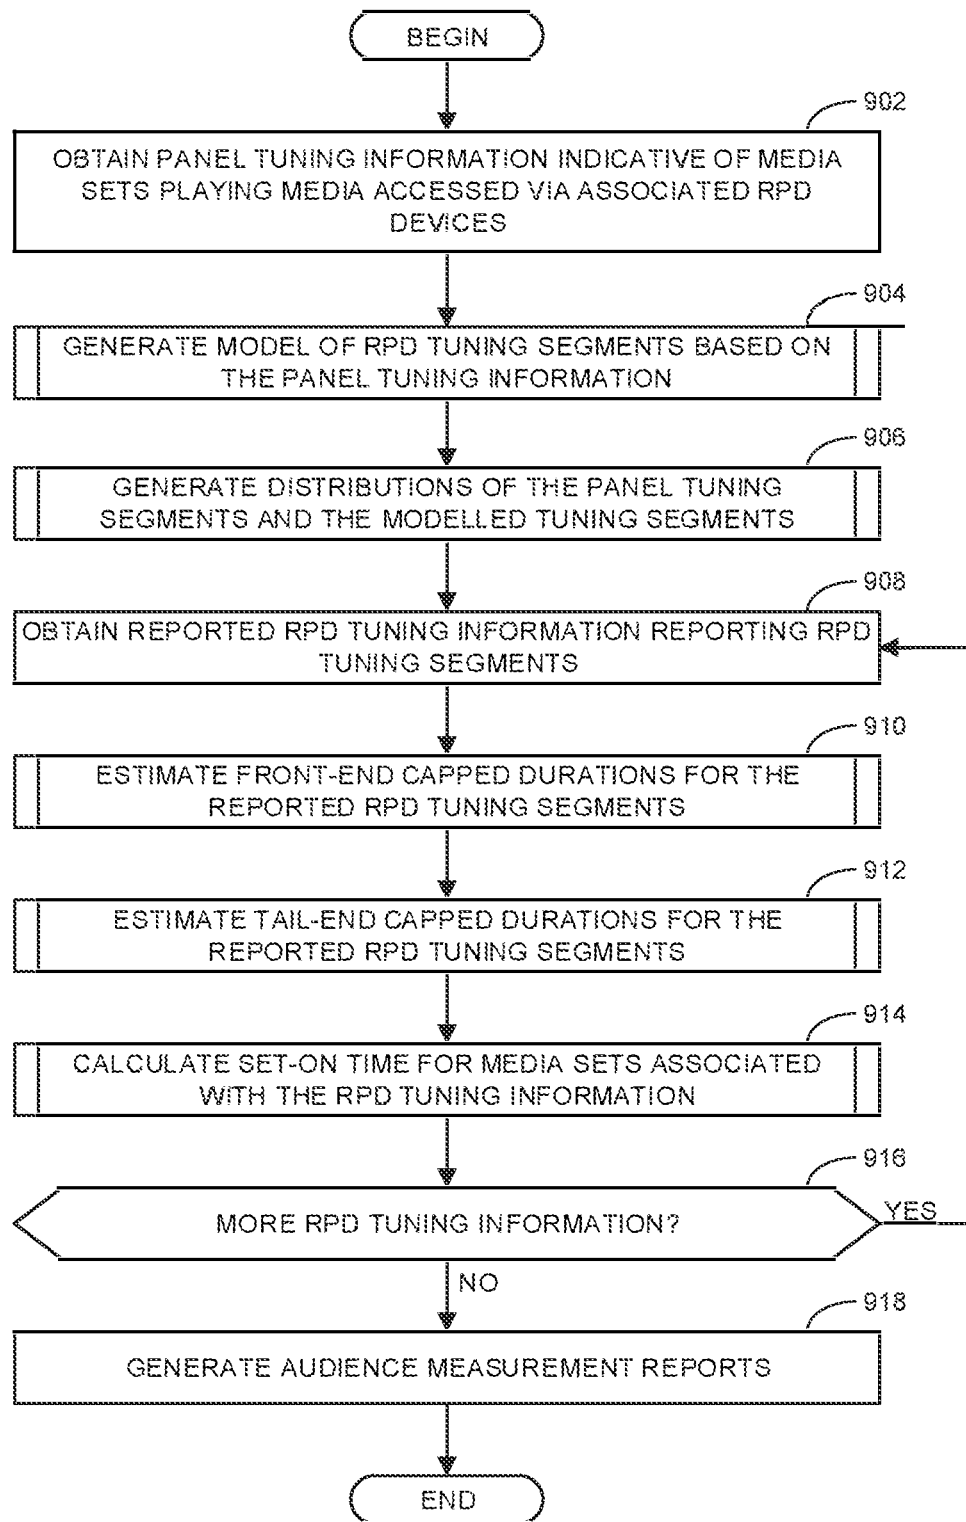 BEGIN
902
OBTAIN PANEL TUNING INFORMATION INDICATIVE OF MEDIA
SETS PLAYING MEDIA ACCESSED VIA ASSOCIATED RPD
DEVICES
904
GENERATE MODEL OF RPD TUNING SEGMENTS BASED ON
THE PANEL TUNING INFORMATION
906
GENERATE DISTRIBUTIONS OF THE PANEL TUNING
SEGMENTS AND THE MODELLED TUNING SEGMENTS
908
OBTAIN REPORTED RPD TUNING INFORMATION REPORTING RPD
TUNING SEGMENTS
910
ESTIMATE FRONT-END CAPPED DURATIONS FOR THE
REPORTED RPD TUNING SEGMENTS
912
ESTIMATE TAIL-END CAPPED DURATIONS FOR THE
REPORTED RPD TUNING SEGMENTS
914
CALCULATE SET-ON TIME FOR MEDIA SETS ASSOCIATED
WITH THE RPD TUNING INFORMATION
916
MORE RPD TUNING INFORMATION?
YES
NO
918
GENERATE AUDIENCE MEASUREMENT REPORTS
END